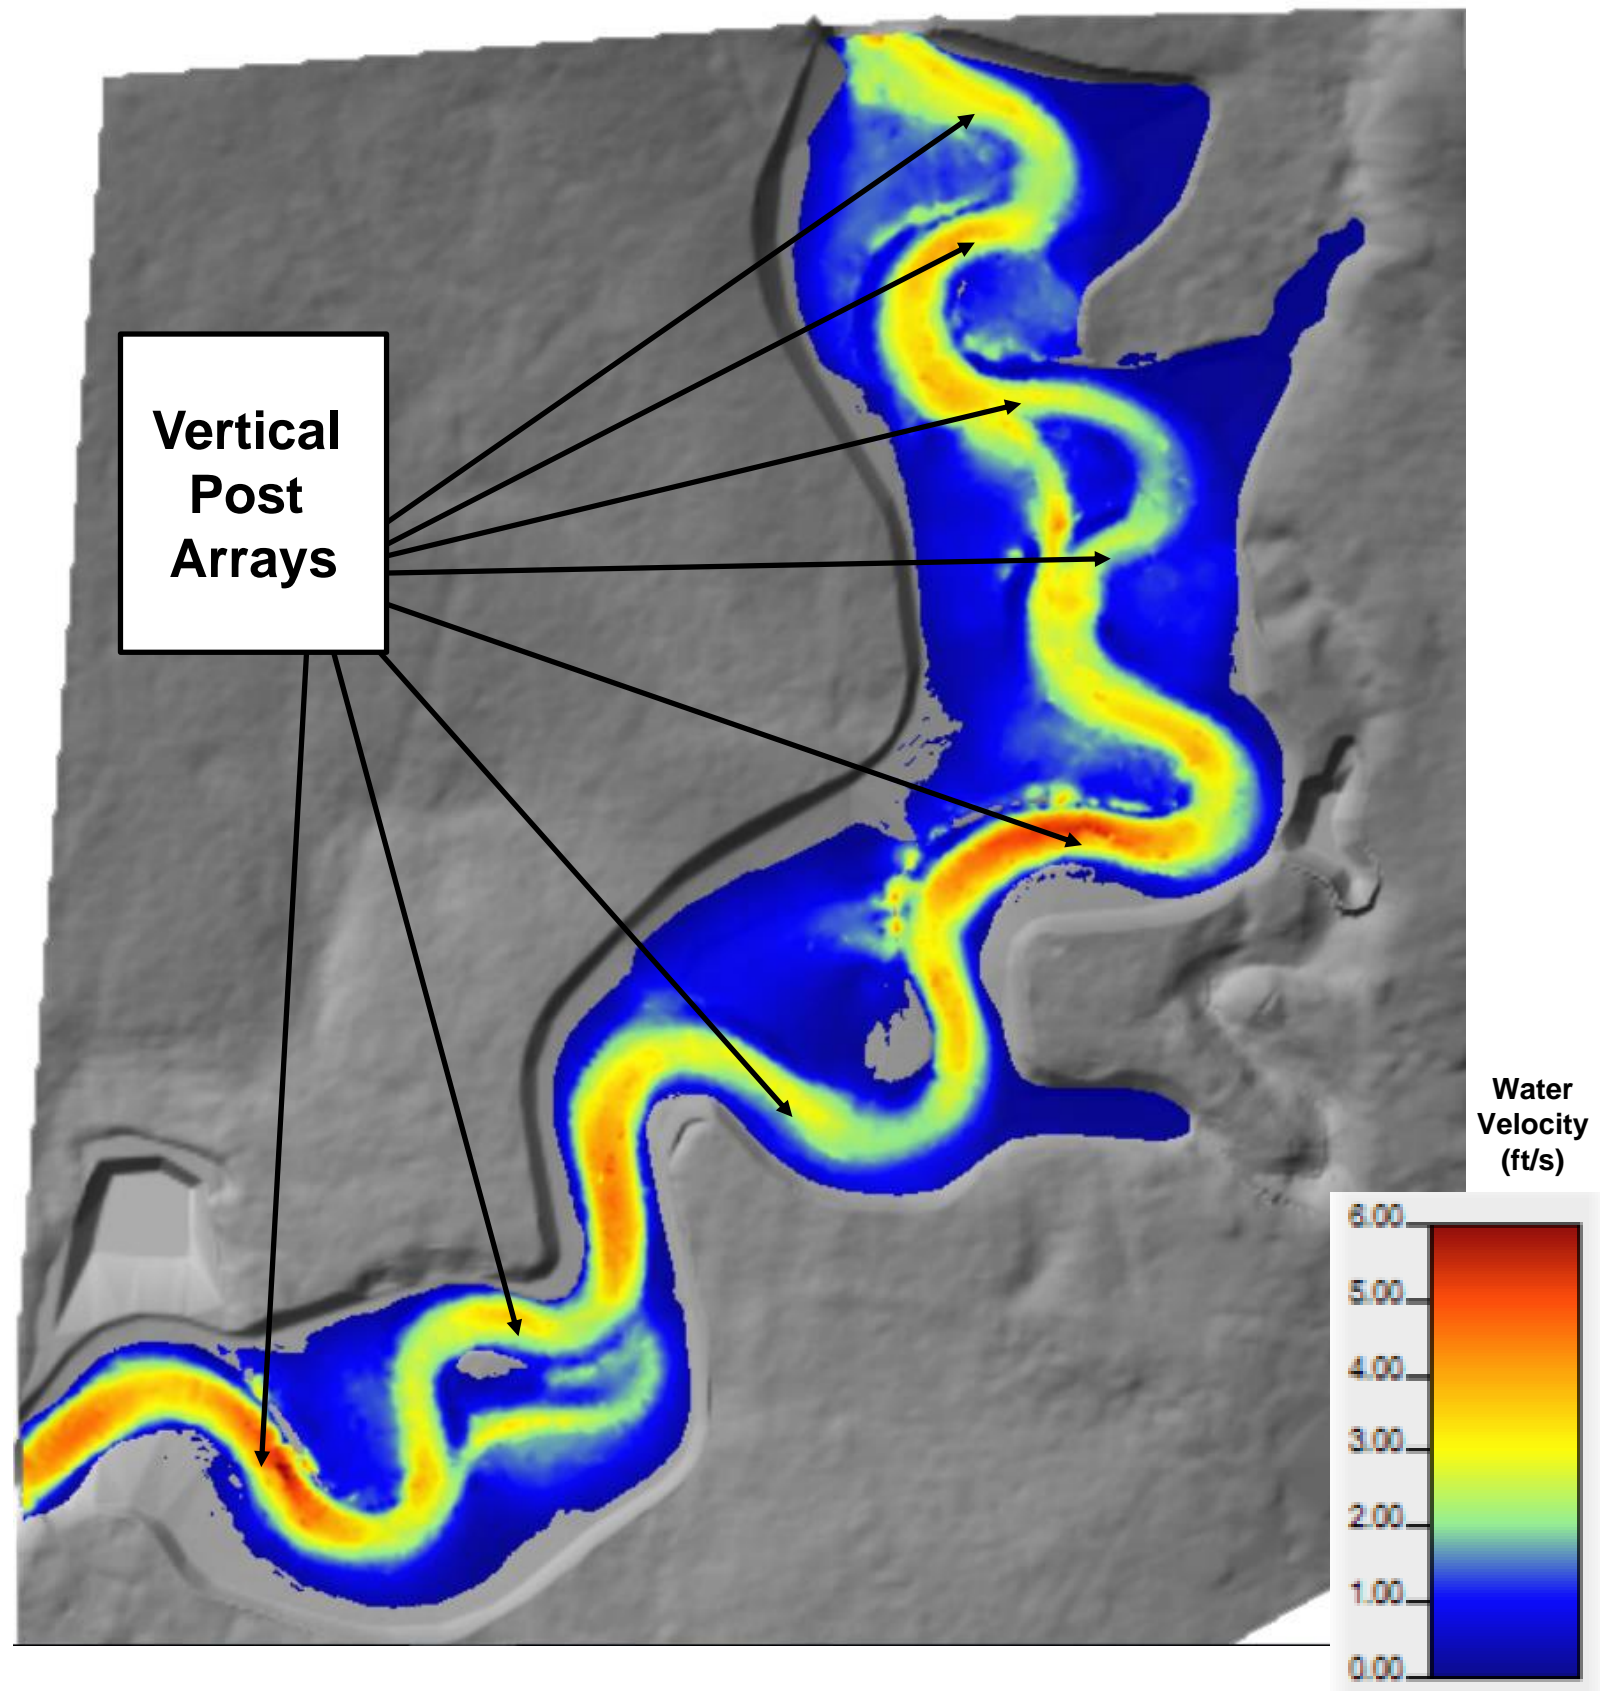 Vertical
Post
Arrays
Water
Velocity
(ft/s)
6.00
5.00
4.00
3.00
2.00
1.00
0.00